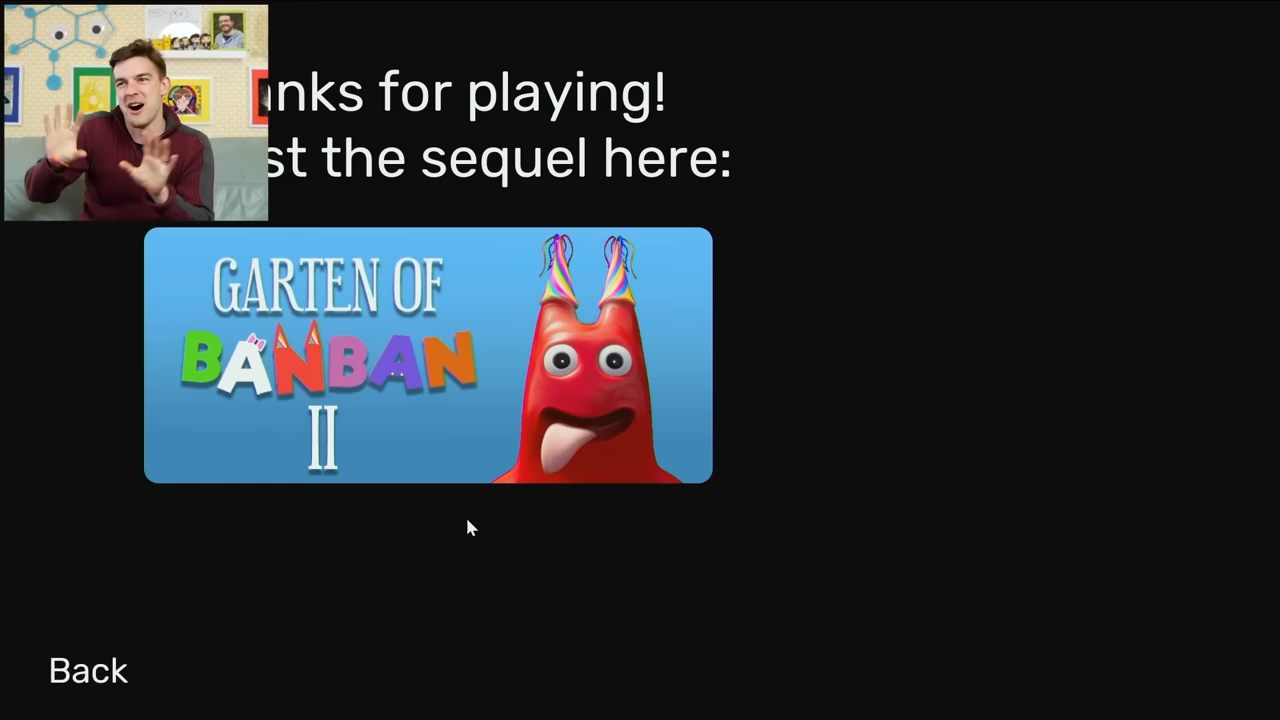 anks for playing!
st the sequel here:
GARTEN OF
BANBAN
II
Back